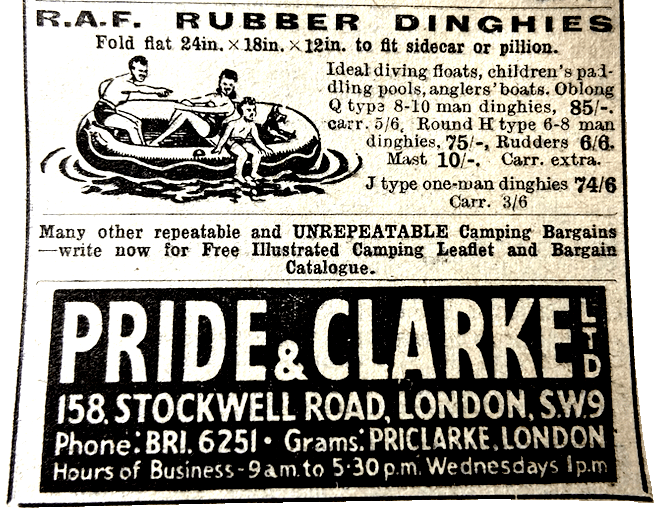 R.A.F. RUBBER DINGHIES
Fold flat 24in. × 18in. × 12in. to fit sidecar or pillion.
Ideal diving floats, children's pad-
dling pools, anglers' boats. Oblong
Q type 8-10 man dinghies, 85/-.
carr. 5/6, Round H type 6-8 man
dinghies, 75/-, Rudders 6/6.
Mast 10/-. Carr. extra.
J type one-man dinghies 74/6
Carr. 3/6
Many other repeatable and UNREPEATABLE Camping Bargains
—write now for Free Illustrated Camping Leaflet and Bargain
Catalogue.
PRIDE & CLARKE LTD
158, STOCKWELL ROAD, LONDON, S.W.9
Phone: BRI. 6251 • Grams: PRICLARKE, LONDON
Hours of Business - 9 a.m. to 5·30 p.m. Wednesdays 1 p.m